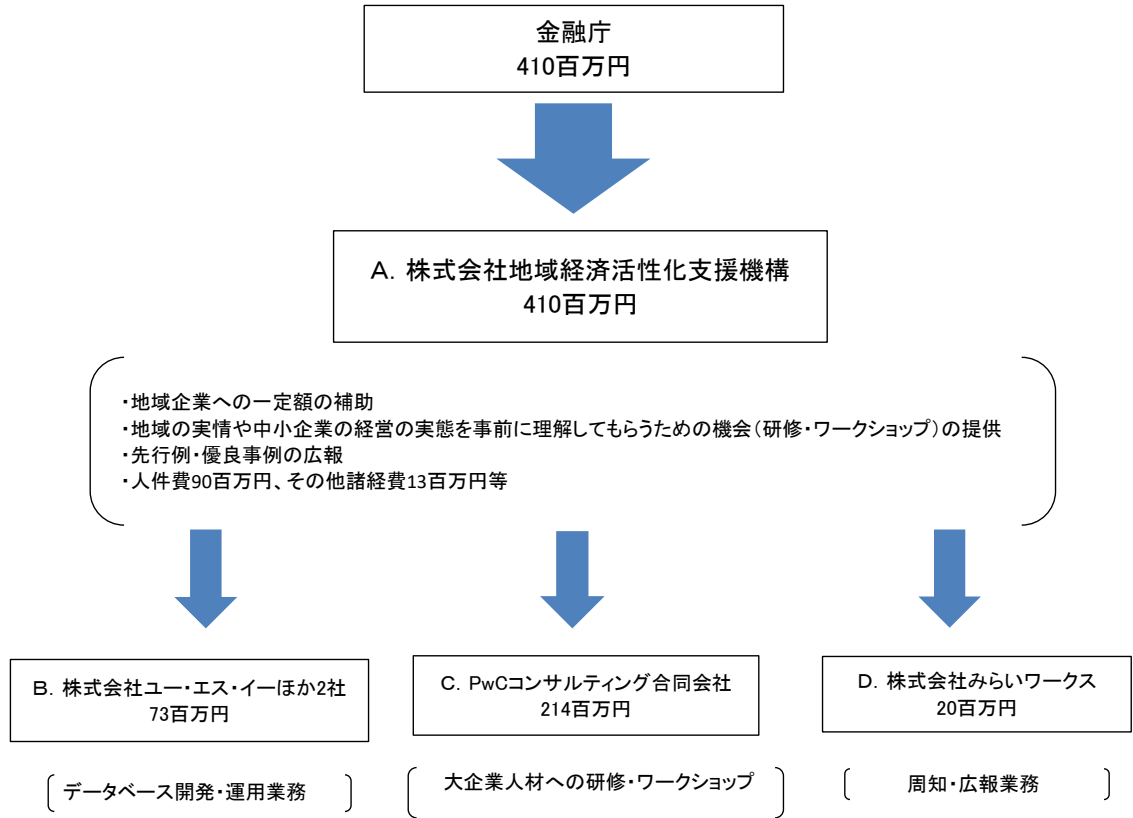 金融庁
410百万円
A．株式会社地域経済活性化支援機構
410百万円
・地域企業への一定額の補助
・地域の実情や中小企業の経営の実態を事前に理解してもらうための機会（研修・ワークショップ）の提供
・先行例・優良事例の広報
・人件費90百万円、その他諸経費13百万円等
B．株式会社ユー・エス・イーほか2社
73百万円
C．PwCコンサルティング合同会社
214百万円
D．株式会社みらいワークス
20百万円
データベース開発・運用業務
大企業人材への研修・ワークショップ
周知・広報業務